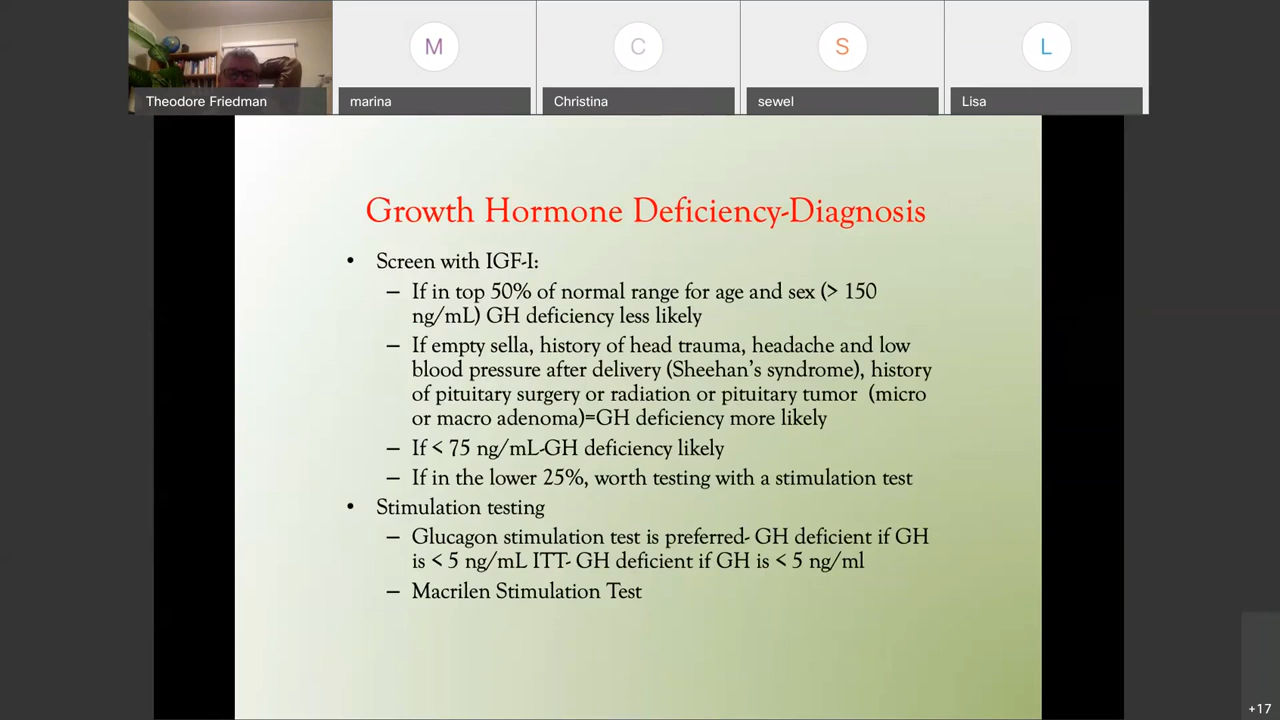 M
C
S
L
Theodore Friedman
marina
Christina
sewel
Lisa
Growth Hormone Deficiency-Diagnosis
• Screen with IGF-I:
– If in top 50% of normal range for age and sex (> 150
ng/mL) GH deficiency less likely
– If empty sella, history of head trauma, headache and low
blood pressure after delivery (Sheehan's syndrome), history
of pituitary surgery or radiation or pituitary tumor (micro
or macro adenoma)=GH deficiency more likely
– If < 75 ng/mL-GH deficiency likely
– If in the lower 25%, worth testing with a stimulation test
• Stimulation testing
– Glucagon stimulation test is preferred- GH deficient if GH
is < 5 ng/mL ITT- GH deficient if GH is < 5 ng/ml
– Macrilen Stimulation Test
+17